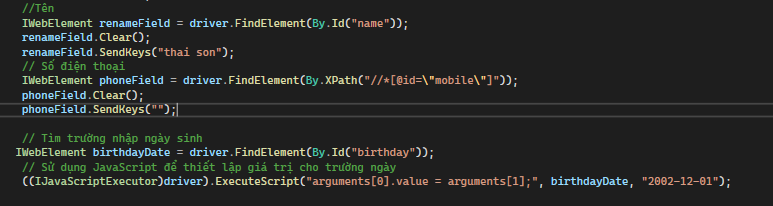 //Tên
IWebElement renameField = driver.FindElement(By.Id("name"));
renameField.Clear();
renameField.SendKeys("thai son");
// Số điện thoại
IWebElement phoneField = driver.FindElement(By.XPath("//*[@id=\"mobile\"]"));
phoneField.Clear();
phoneField.SendKeys("");
// Tìm trường nhập ngày sinh
IWebElement birthdayDate = driver.FindElement(By.Id("birthday"));
// Sử dụng JavaScript để thiết lập giá trị cho trường ngày
((IJavaScriptExecutor)driver).ExecuteScript("arguments[0].value = arguments[1];", birthdayDate, "2002-12-01");